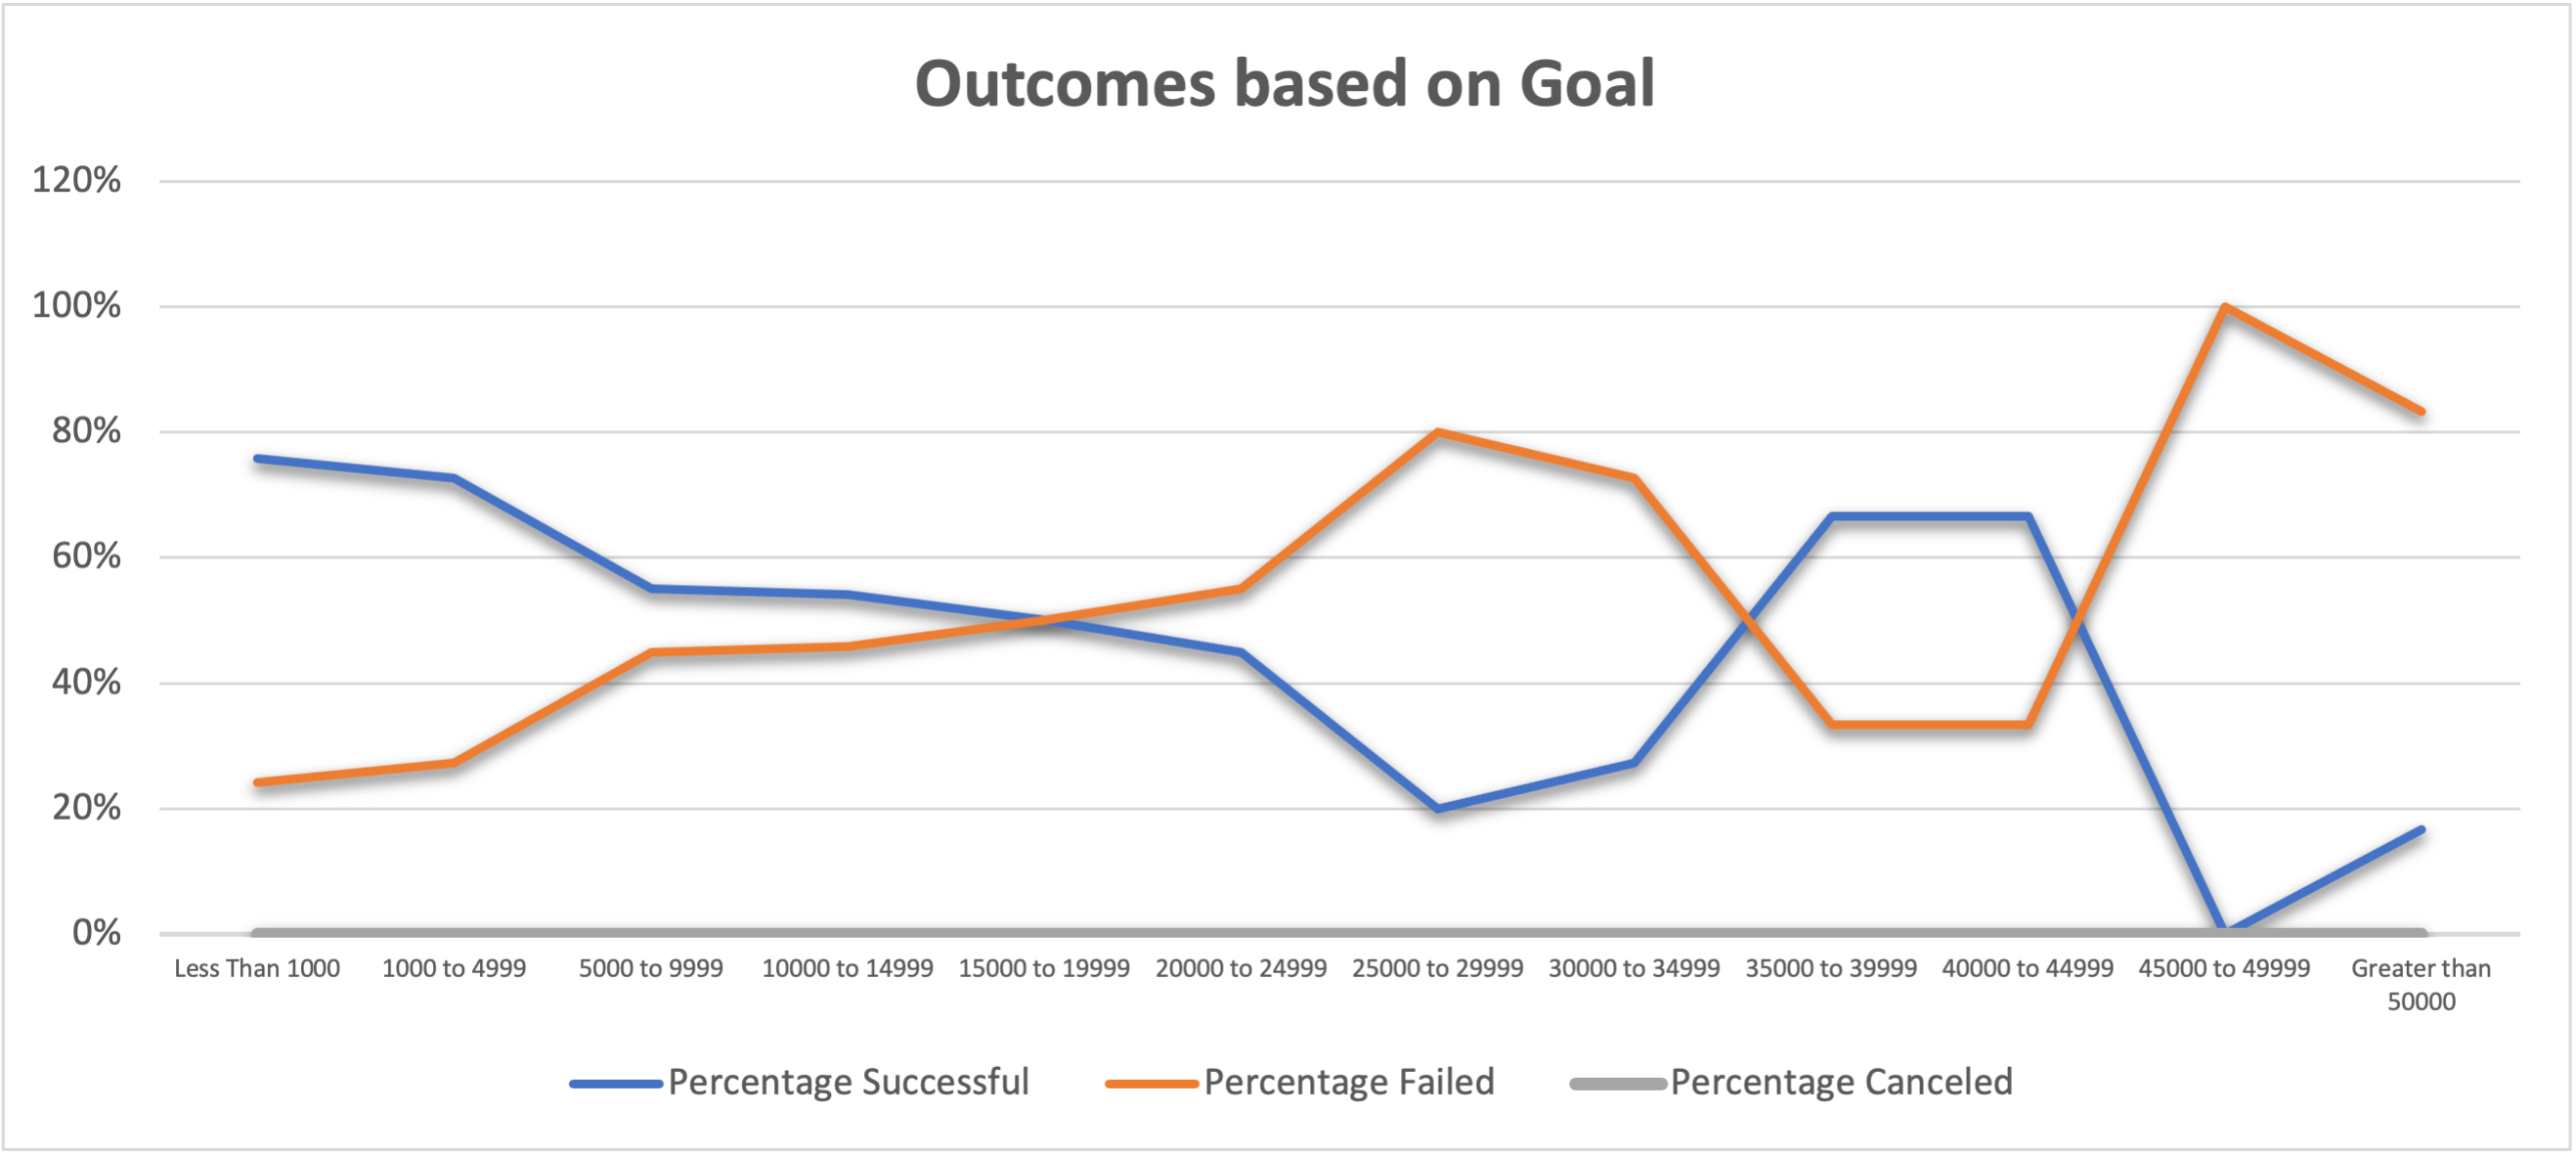 Outcomes based on Goal
120%
100%
80%
60%
40%
20%
0%
Less Than 1000 1000 to 4999 5000 to 9999 10000 to 14999 15000 to 19999 20000 to 24999 25000 to 29999 30000 to 34999 35000 to 39999 40000 to 44999 45000 to 49999 Greater than
50000
Percentage Successful Percentage Failed Percentage Canceled